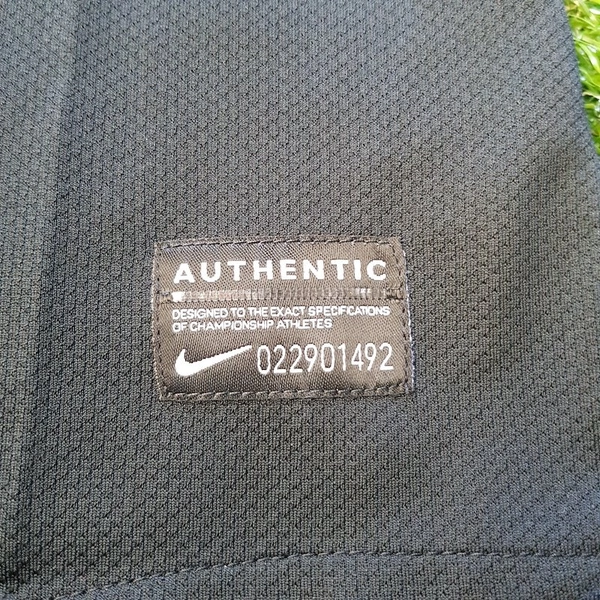 AUTHENTIC
DESIGNED TO THE EXACT SPECIFICATIONS
OF CHAMPIONSHIP ATHLETES
022901492